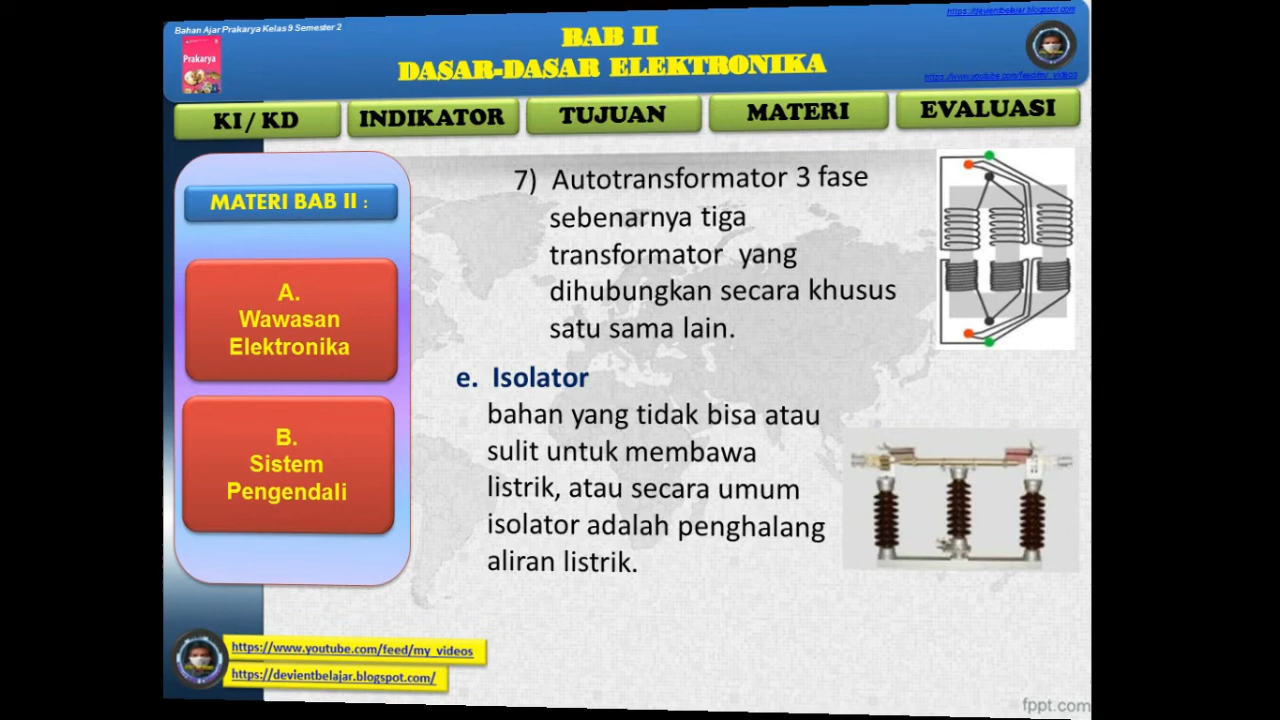 Bahan Ajar Prakarya Kelas 9 Semester 2
https://devientbelajar.blogspot.com
Prakarya
BAB II
DASAR-DASAR ELEKTRONIKA
https://www.youtube.com/feed/my_videos
KI / KD
INDIKATOR
TUJUAN
MATERI
EVALUASI
MATERI BAB II :
A.
Wawasan
Elektronika
B.
Sistem
Pengendali
7) Autotransformator 3 fase
sebenarnya tiga
transformator yang
dihubungkan secara khusus
satu sama lain.
e. Isolator
bahan yang tidak bisa atau
sulit untuk membawa
listrik, atau secara umum
isolator adalah penghalang
aliran listrik.
https://www.youtube.com/feed/my_videos
https://devientbelajar.blogspot.com/
fppt.com